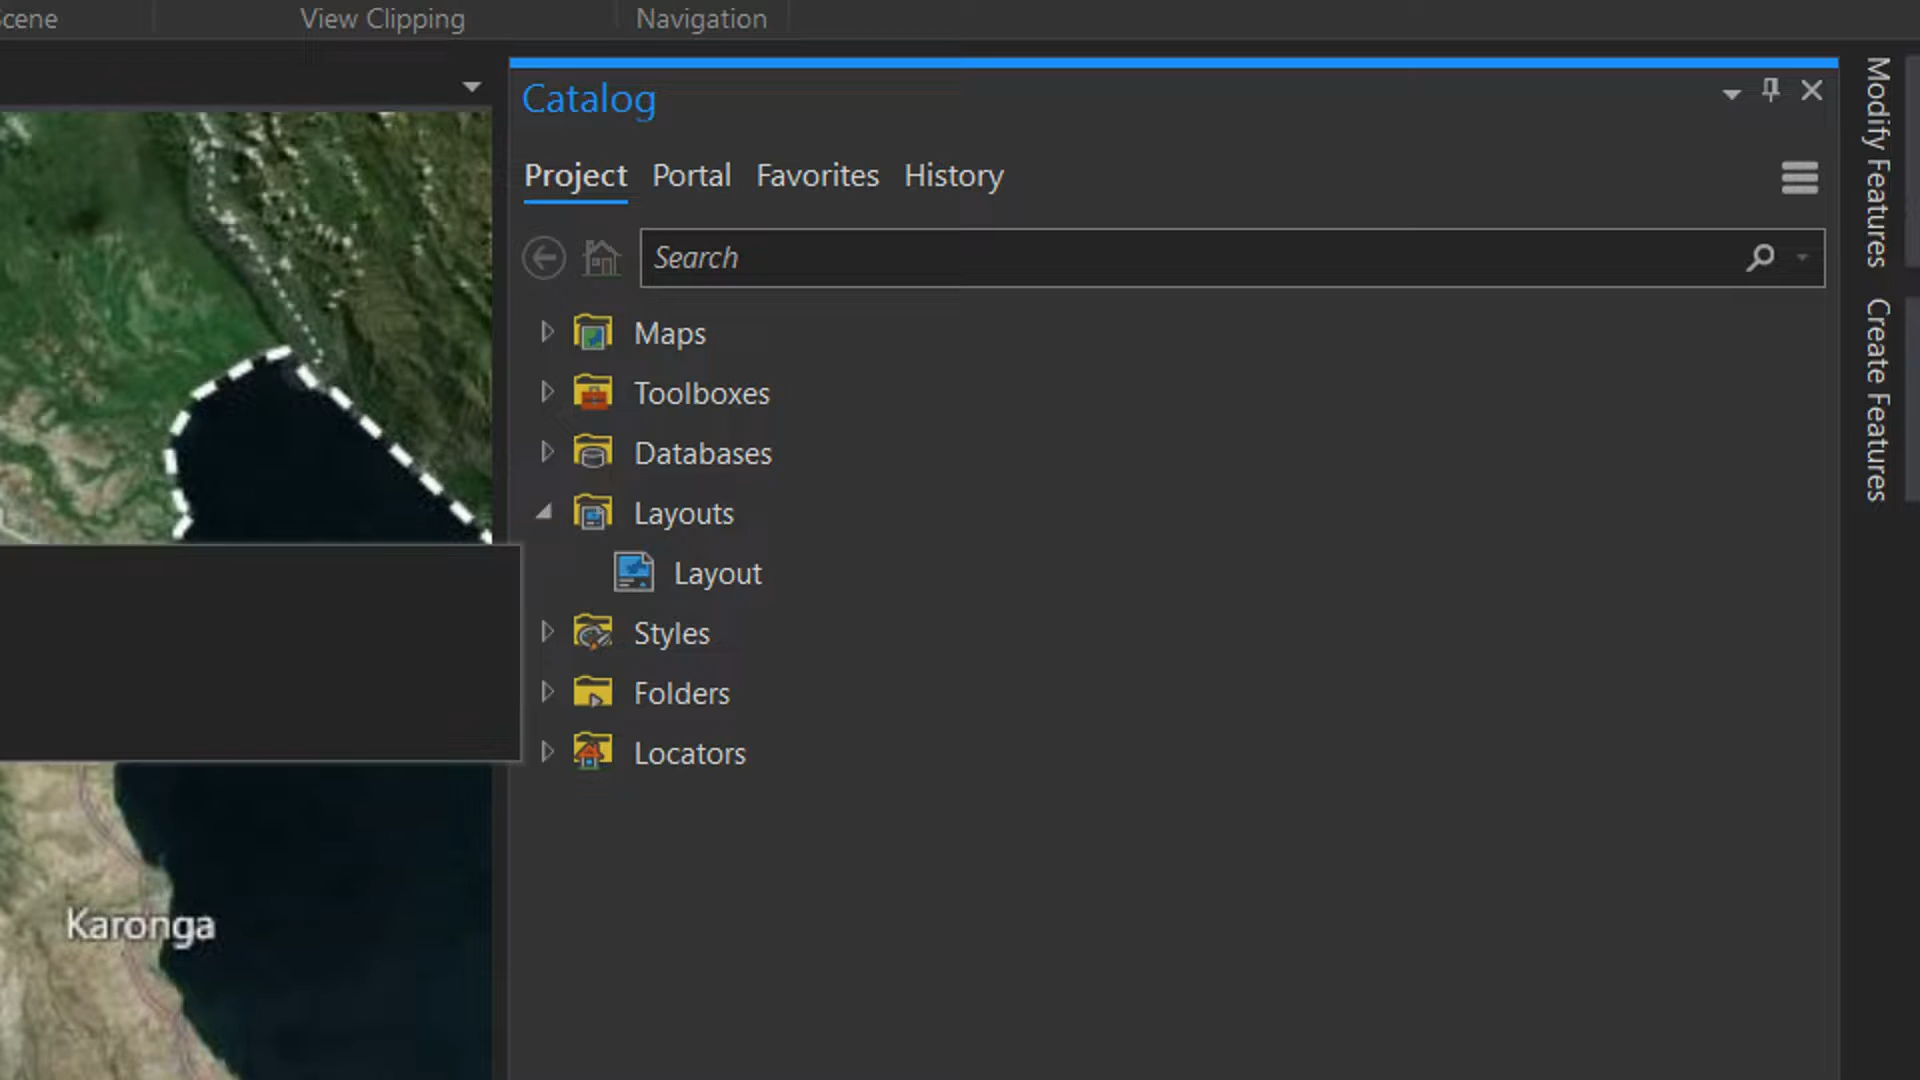 cene
View Clipping
Navigation
Catalog
Project Portal Favorites History
Search
Maps
Toolboxes
Databases
Layouts
Layout
Styles
Folders
Locators
Karonga
Modify Features
Create Features